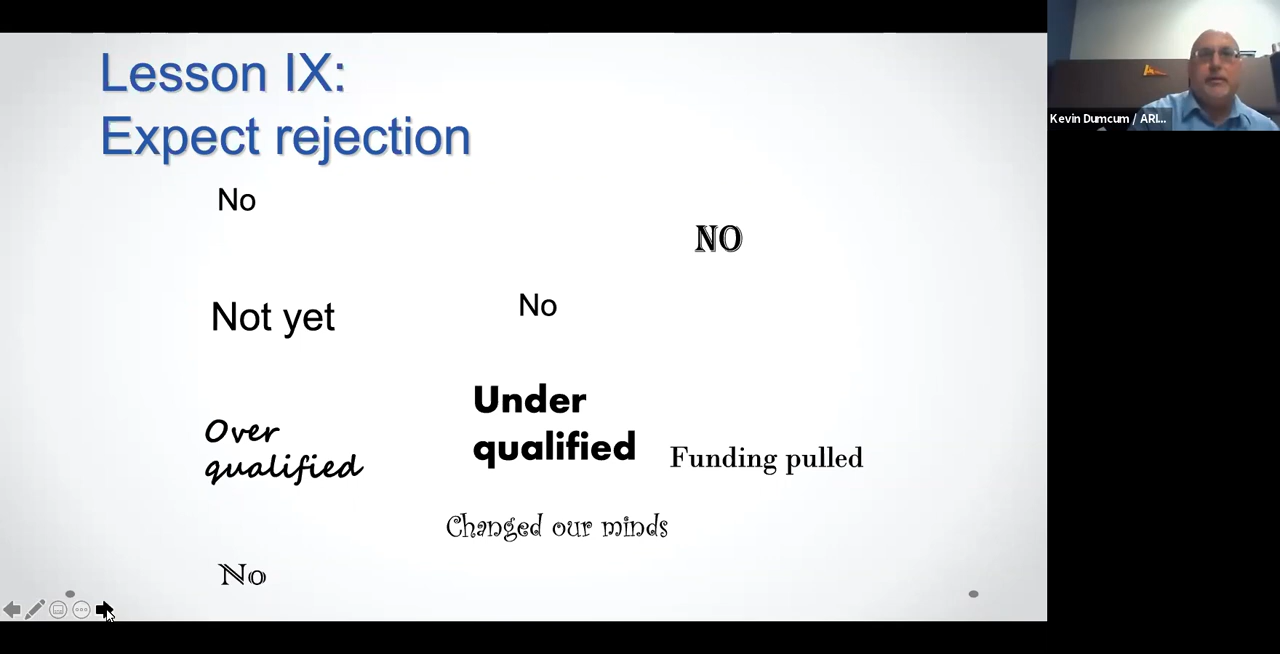 Lesson IX:
Expect rejection
No
NO
Not yet
No
Over
qualified
Under
qualified
Funding pulled
Changed our minds
No
Kevin Dumcum / ARI...